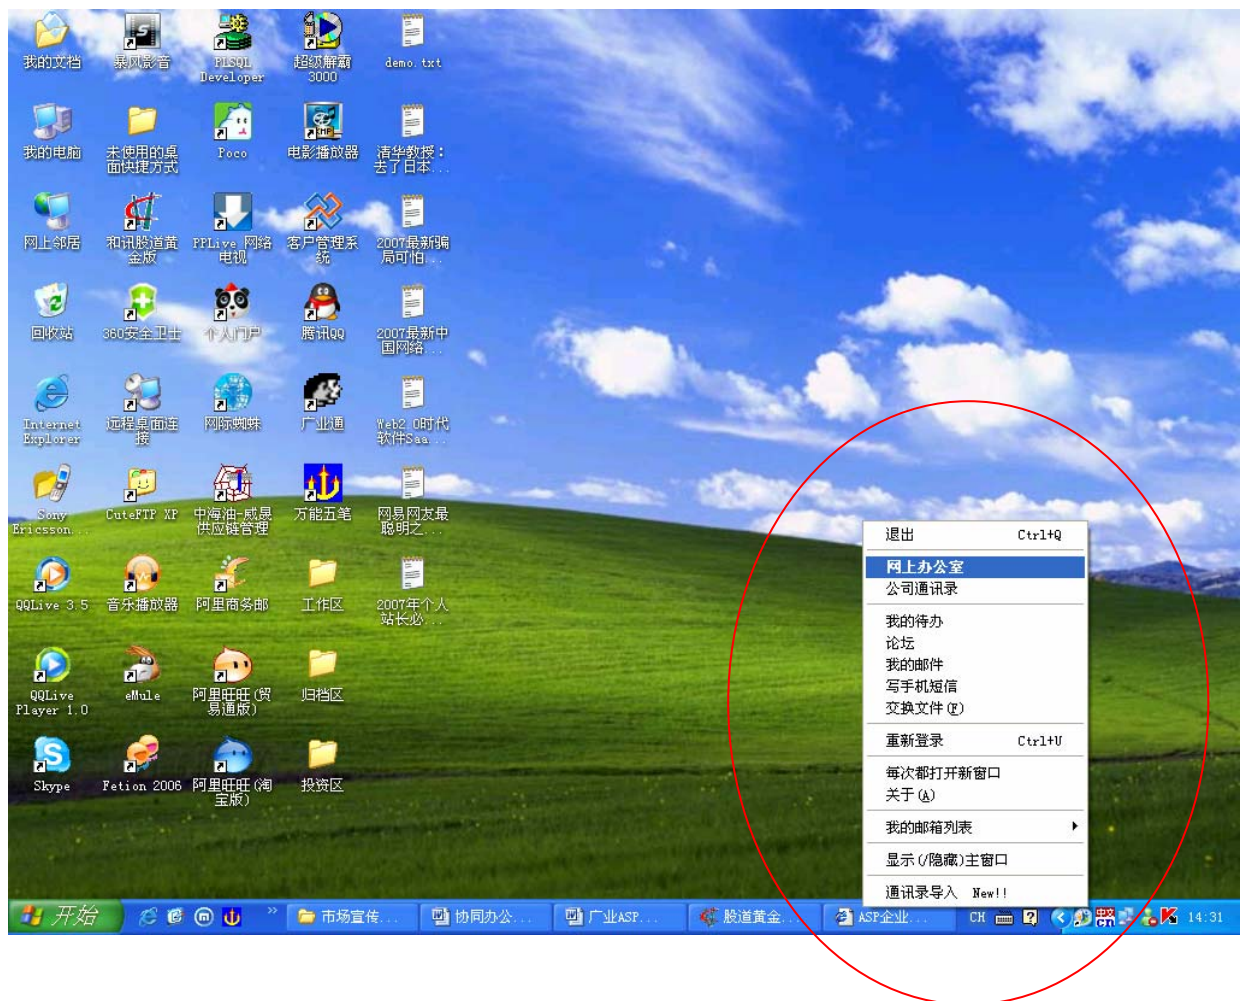 我的文档
暴风影音
PLSQL
Developer
超级解霸
3000
demo.txt
我的电脑
未使用的桌
面快捷方式
Poco
电影播放器
清华教授：
去了日本...
网上邻居
和讯股道黄
金版
PPLive 网络
电视
客户管理系
统
2007最新骗
局可怕...
回收站
360安全卫士
个人门户
腾讯QQ
2007最新中
国网络...
Internet
Explorer
远程桌面连
接
网际蜘蛛
广业通
Web2.0时代
软件Saa...
Sony
Ericsson...
CuteFTP XP
中海油-威晟
供应链管理
万能五笔
网易网友最
聪明之...
QQLive 3.5
音乐播放器
阿里商务邮
工作区
2007年个人
站长必...
QQLive
Player 1.0
eMule
阿里旺旺(贸
易通版)
归档区
Skype
Fetion 2006
阿里旺旺(淘
宝版)
投资区
退出 Ctrl+Q
网上办公室
公司通讯录
我的待办
论坛
我的邮件
写手机短信
交换文件(F)
重新登录 Ctrl+U
每次都打开新窗口
关于(A)
我的邮箱列表
显示(/隐藏)主窗口
通讯录导入 New!!
开始 市场宣传... 协同办公... 广业ASP... 股道黄金... ASP企业... CH 14:31